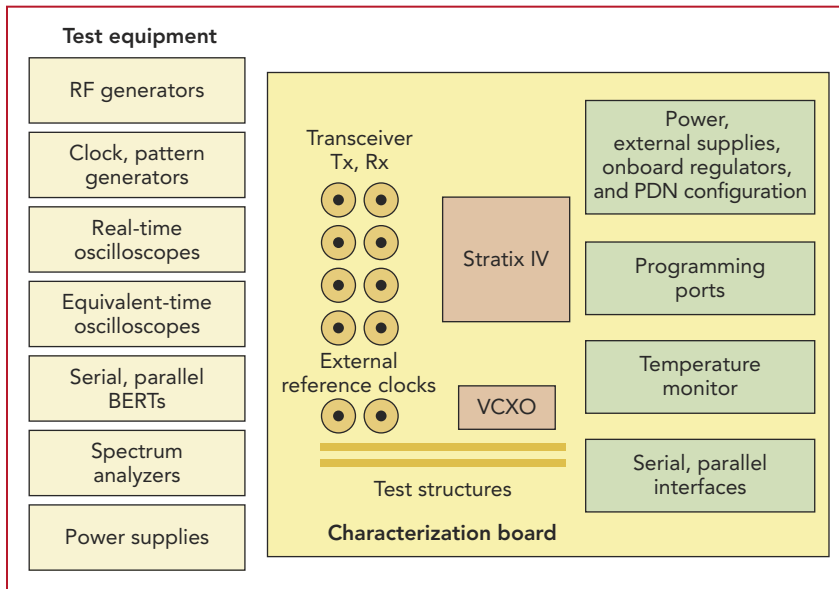 Test equipment
RF generators
Clock, pattern
generators
Real-time
oscilloscopes
Equivalent-time
oscilloscopes
Serial, parallel
BERTs
Spectrum
analyzers
Power supplies
Transceiver
Tx, Rx
External
reference clocks
Stratix IV
VCXO
Test structures
Characterization board
Power,
external supplies,
onboard regulators,
and PDN configuration
Programming
ports
Temperature
monitor
Serial, parallel
interfaces